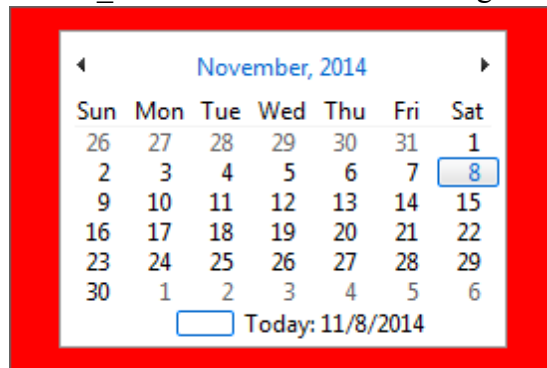 November, 2014
Sun Mon Tue Wed Thu Fri Sat
26 27 28 29 30 31 1
2 3 4 5 6 7 8
9 10 11 12 13 14 15
16 17 18 19 20 21 22
23 24 25 26 27 28 29
30 1 2 3 4 5 6
Today: 11/8/2014